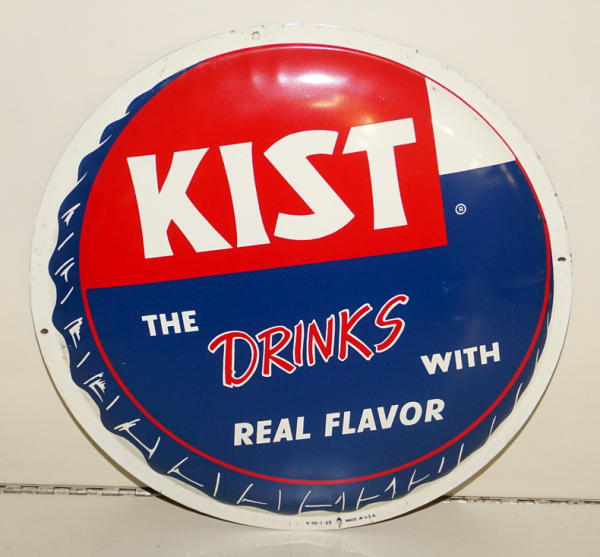 KIST
®
THE DRINKS WITH
REAL FLAVOR
MADE IN U.S.A.